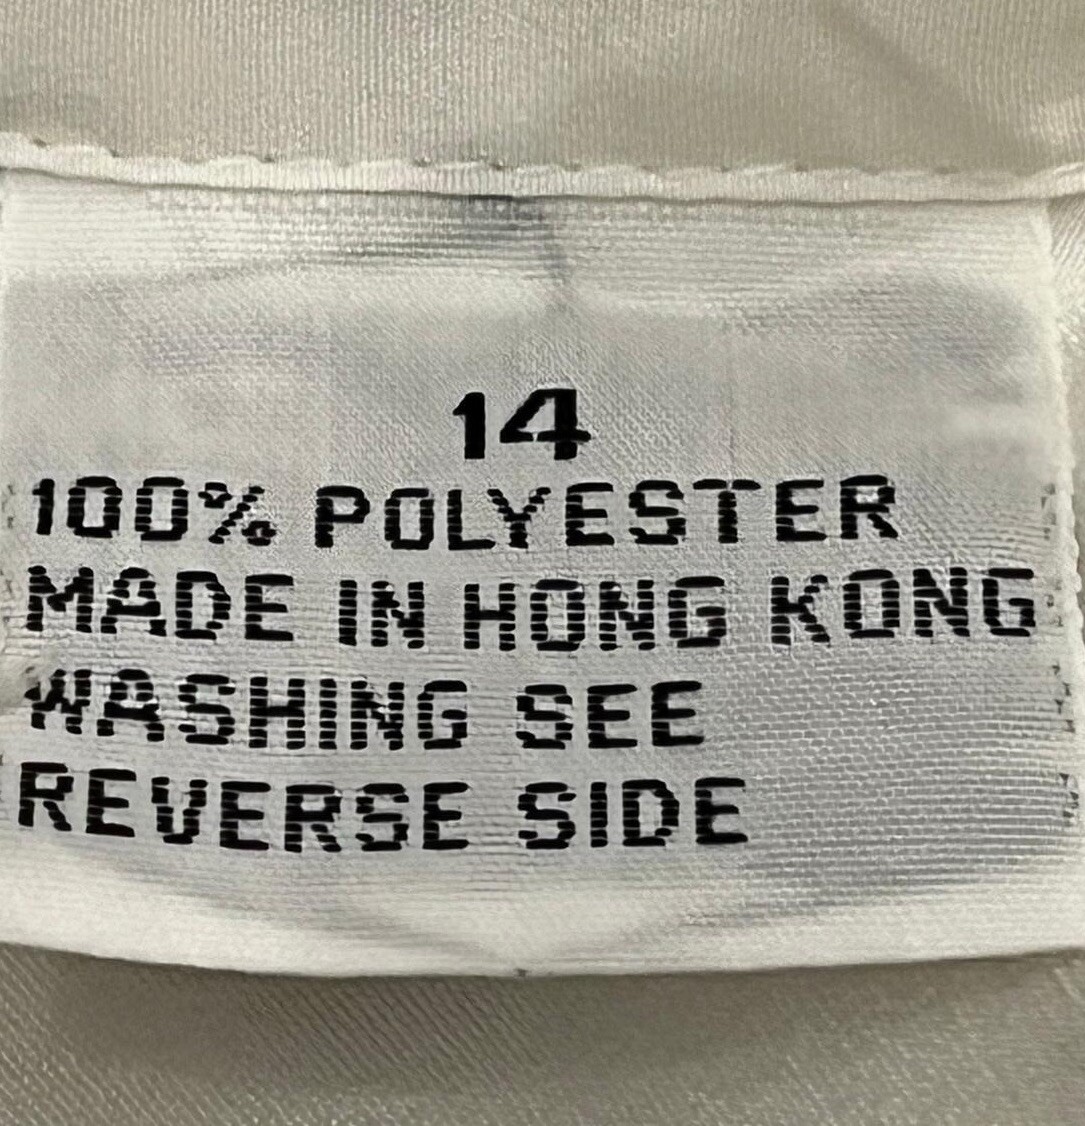 14
100% POLYESTER
MADE IN HONG KONG
WASHING SEE
REVERSE SIDE